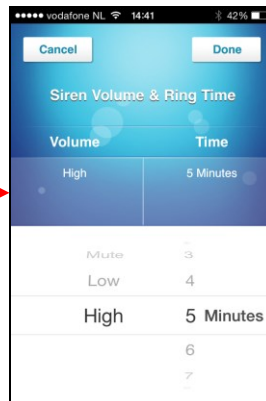 vodafone NL 14:41 42%
Cancel Done
Siren Volume & Ring Time
Volume Time
High 5 Minutes
Mute 3
Low 4
High 5 Minutes
6
7